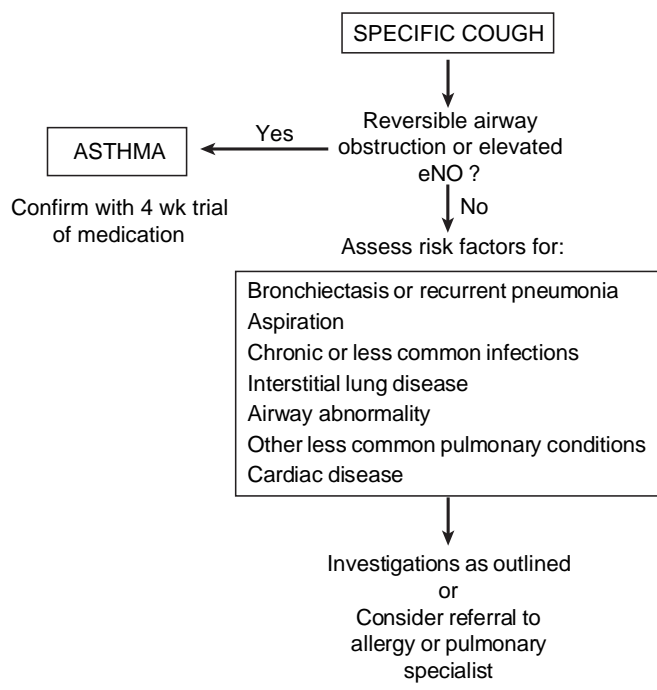 SPECIFIC COUGH
Reversible airway
obstruction or elevated
eNO ?
Yes
ASTHMA
Confirm with 4 wk trial
of medication
No
Assess risk factors for:
Bronchiectasis or recurrent pneumonia
Aspiration
Chronic or less common infections
Interstitial lung disease
Airway abnormality
Other less common pulmonary conditions
Cardiac disease
Investigations as outlined
or
Consider referral to
allergy or pulmonary
specialist